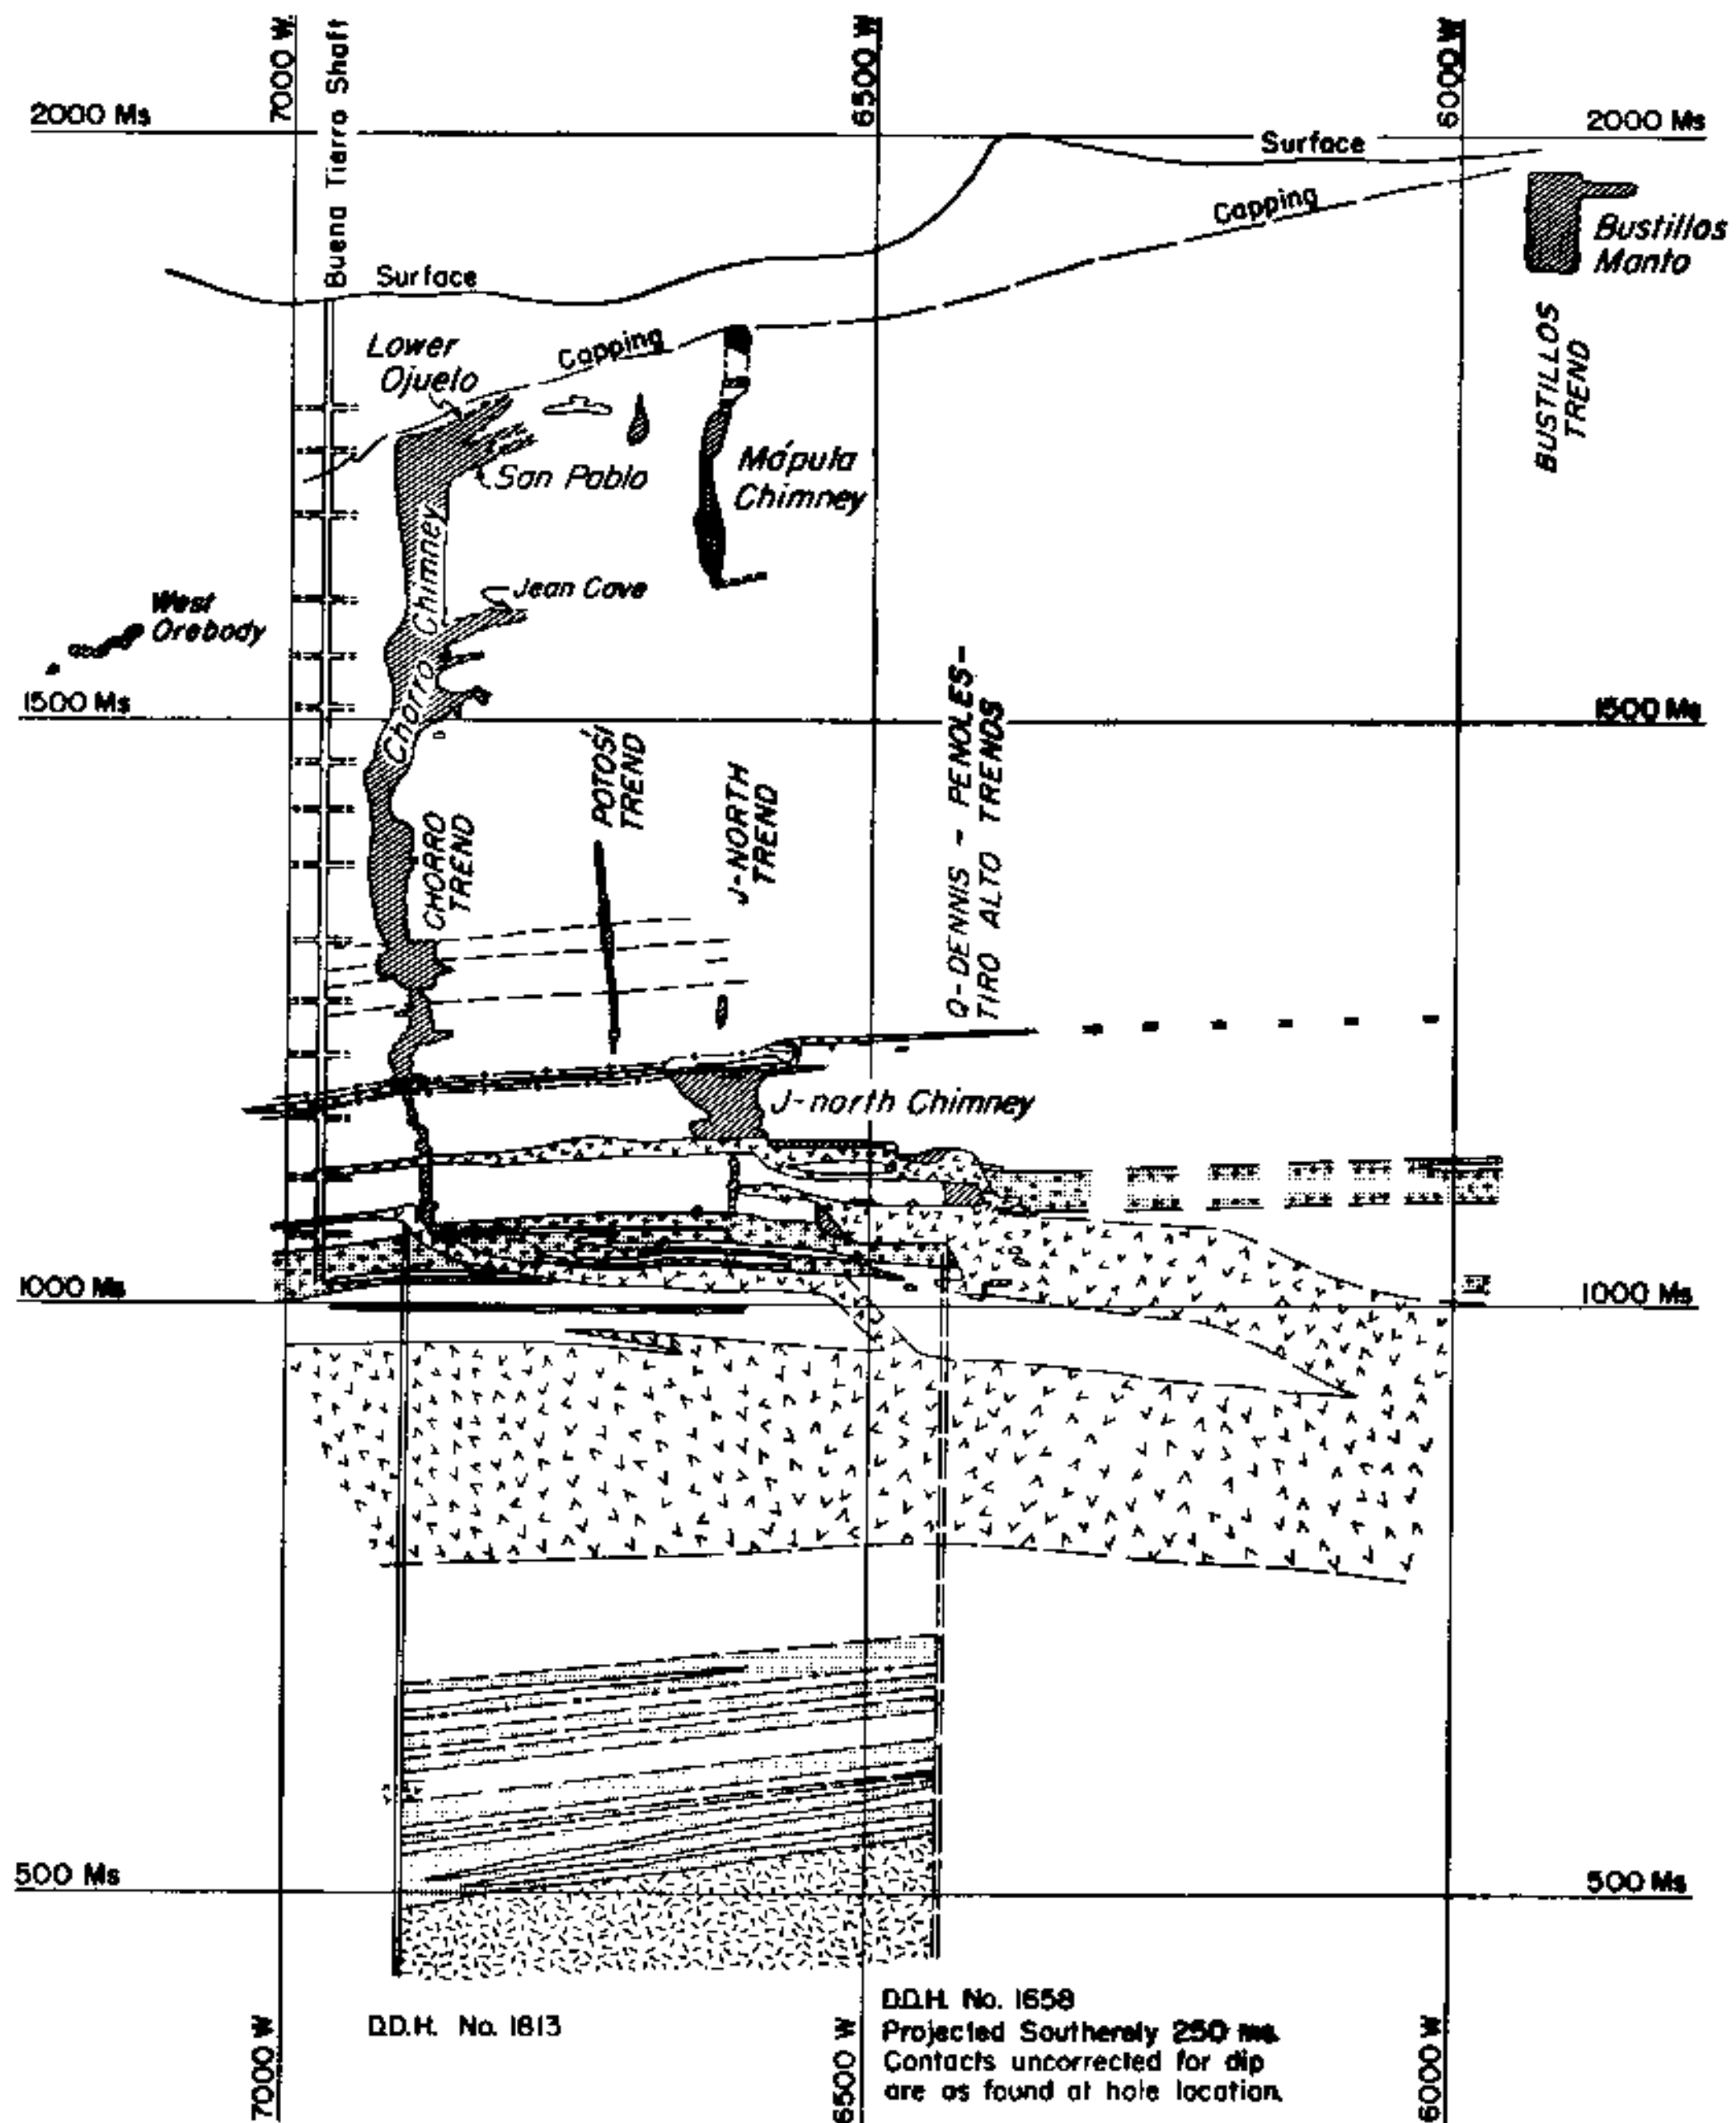 7000 W.
Buena Tierro Shaft
6500 W
6000 W
2000 Ms
2000 Ms
Surface
Capping
Bustillos
Manto
Surface
BUSTILLOS
TREND
Lower
Ojuelo
Capping
San Pablo
Mápula
Chimney
Chorro Chimney
Jean Cave
West
Orebody
1500 Ms
1500 Ms
POTOSÍ
TREND
J-NORTH
TREND
Q-DENNIS - PENOLES-
TIRO ALTO TRENDS
CHORRO
TREND
J-north Chimney
1000 Ms
1000 Ms
500 Ms
500 Ms
D.D.H. No. 1813
D.D.H. No. 1658
Projected Southerely 250 ms.
Contacts uncorrected for dip
are as found at hole location.
7000 W
6500 W
6000 W